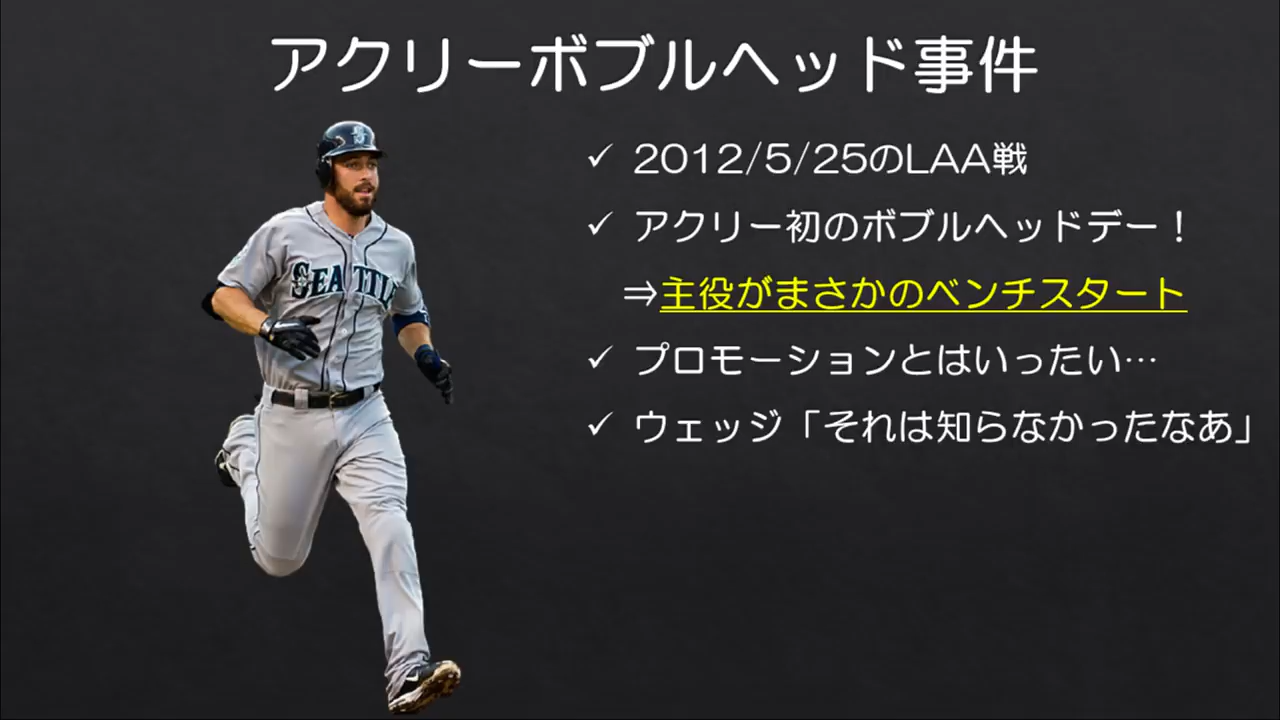 アクリーボブルヘッド事件
✓ 2012/5/25のLAA戦
✓ アクリー初のボブルヘッドデー！
⇒主役がまさかのベンチスタート
✓ プロモーションとはいったい…
✓ ウェッジ「それは知らなかったなあ」
SEATTLE